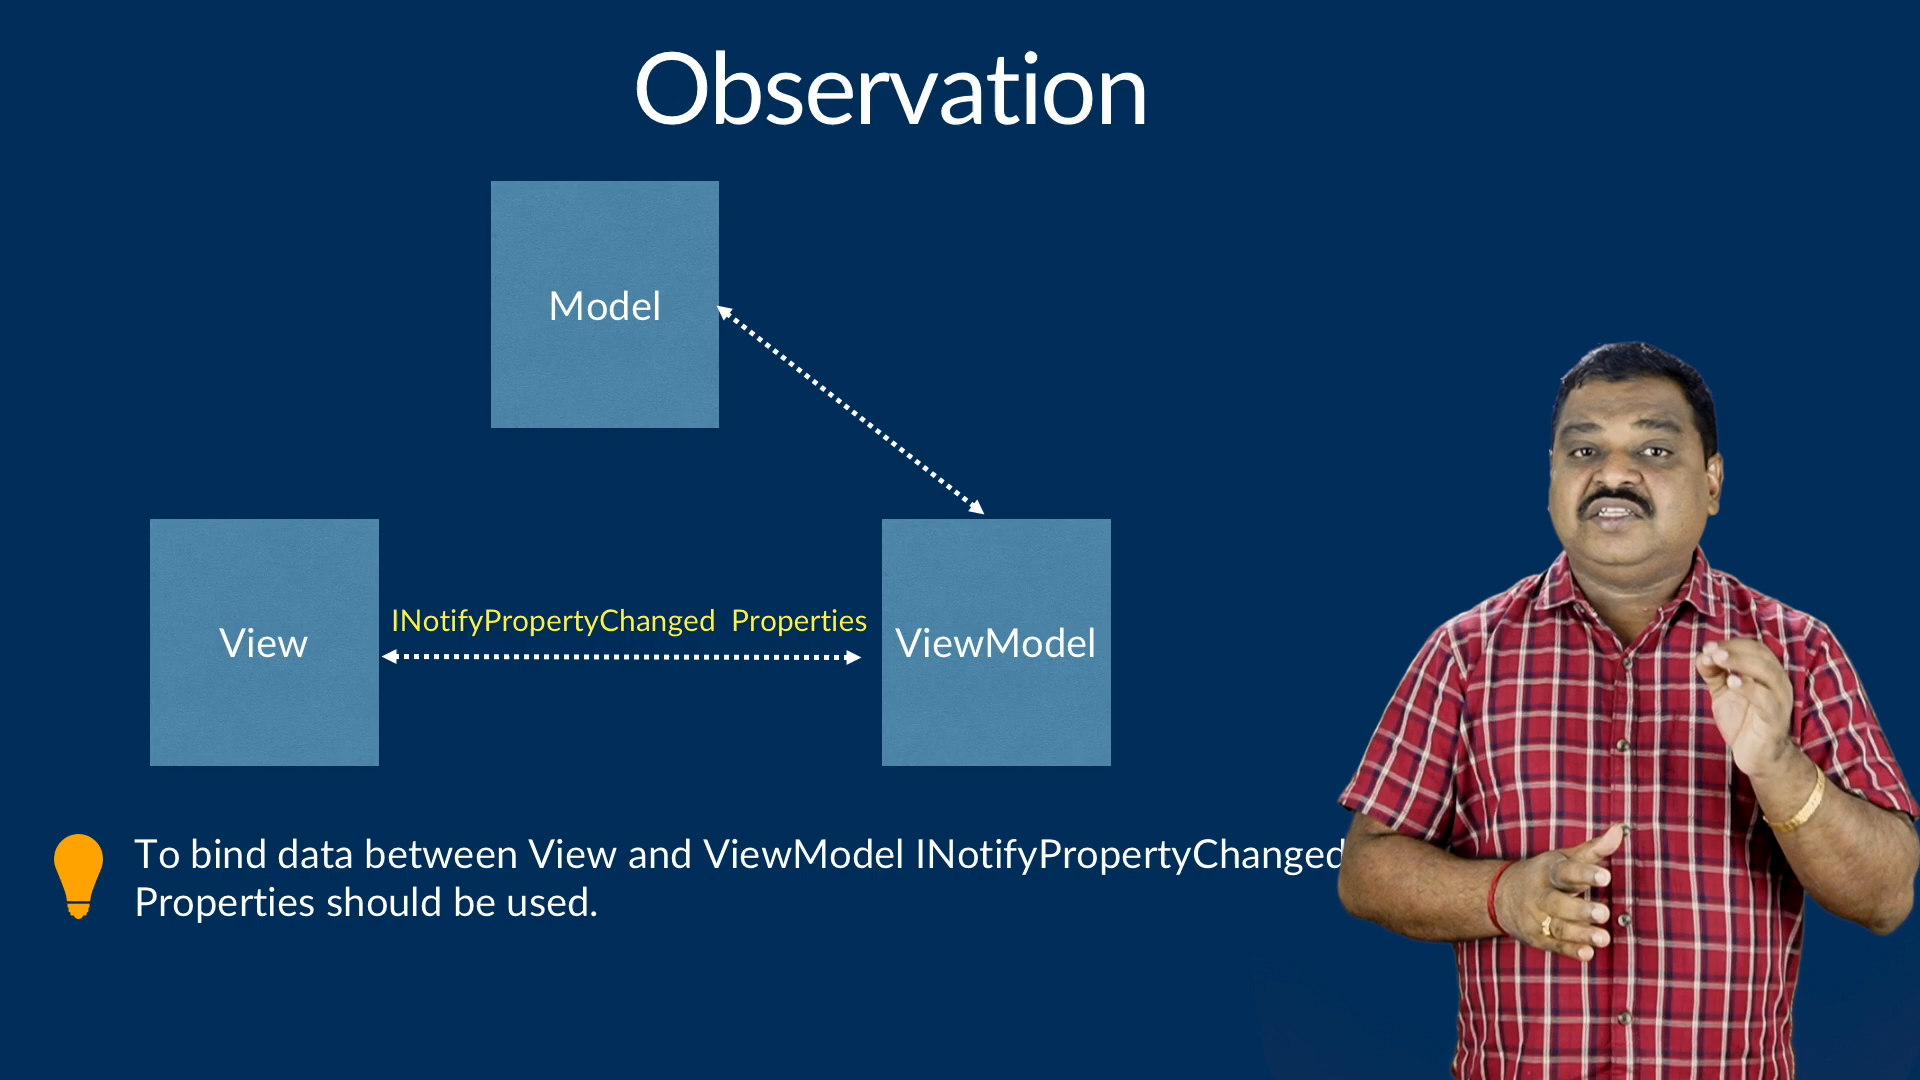 Observation
Model
INotifyPropertyChanged Properties
View
ViewModel
To bind data between View and ViewModel INotifyPropertyChanged
Properties should be used.